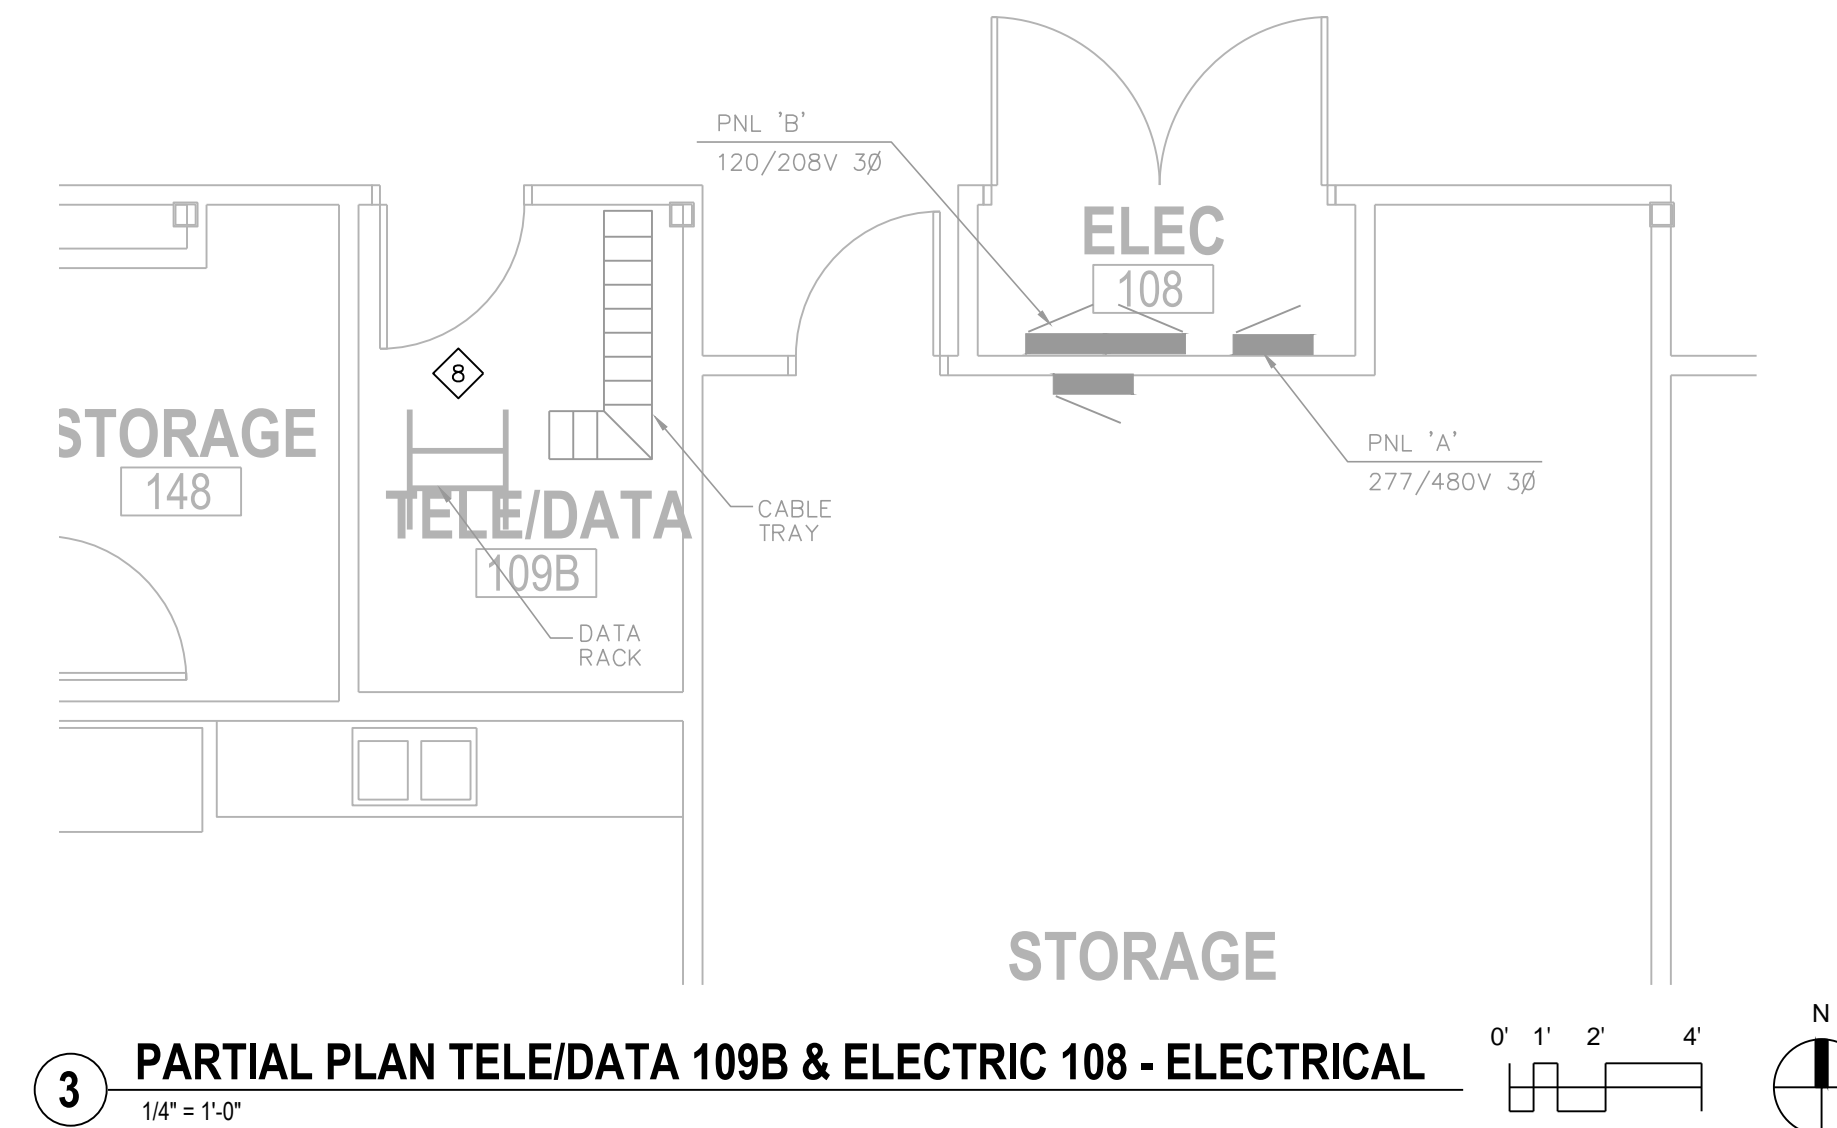 PNL 'B'
120/208V 3Ø
ELEC
108
8
STORAGE
148
TELE/DATA
109B
CABLE
TRAY
DATA
RACK
PNL 'A'
277/480V 3Ø
STORAGE
3
PARTIAL PLAN TELE/DATA 109B & ELECTRIC 108 - ELECTRICAL
1/4" = 1'-0"
0' 1' 2' 4'
N